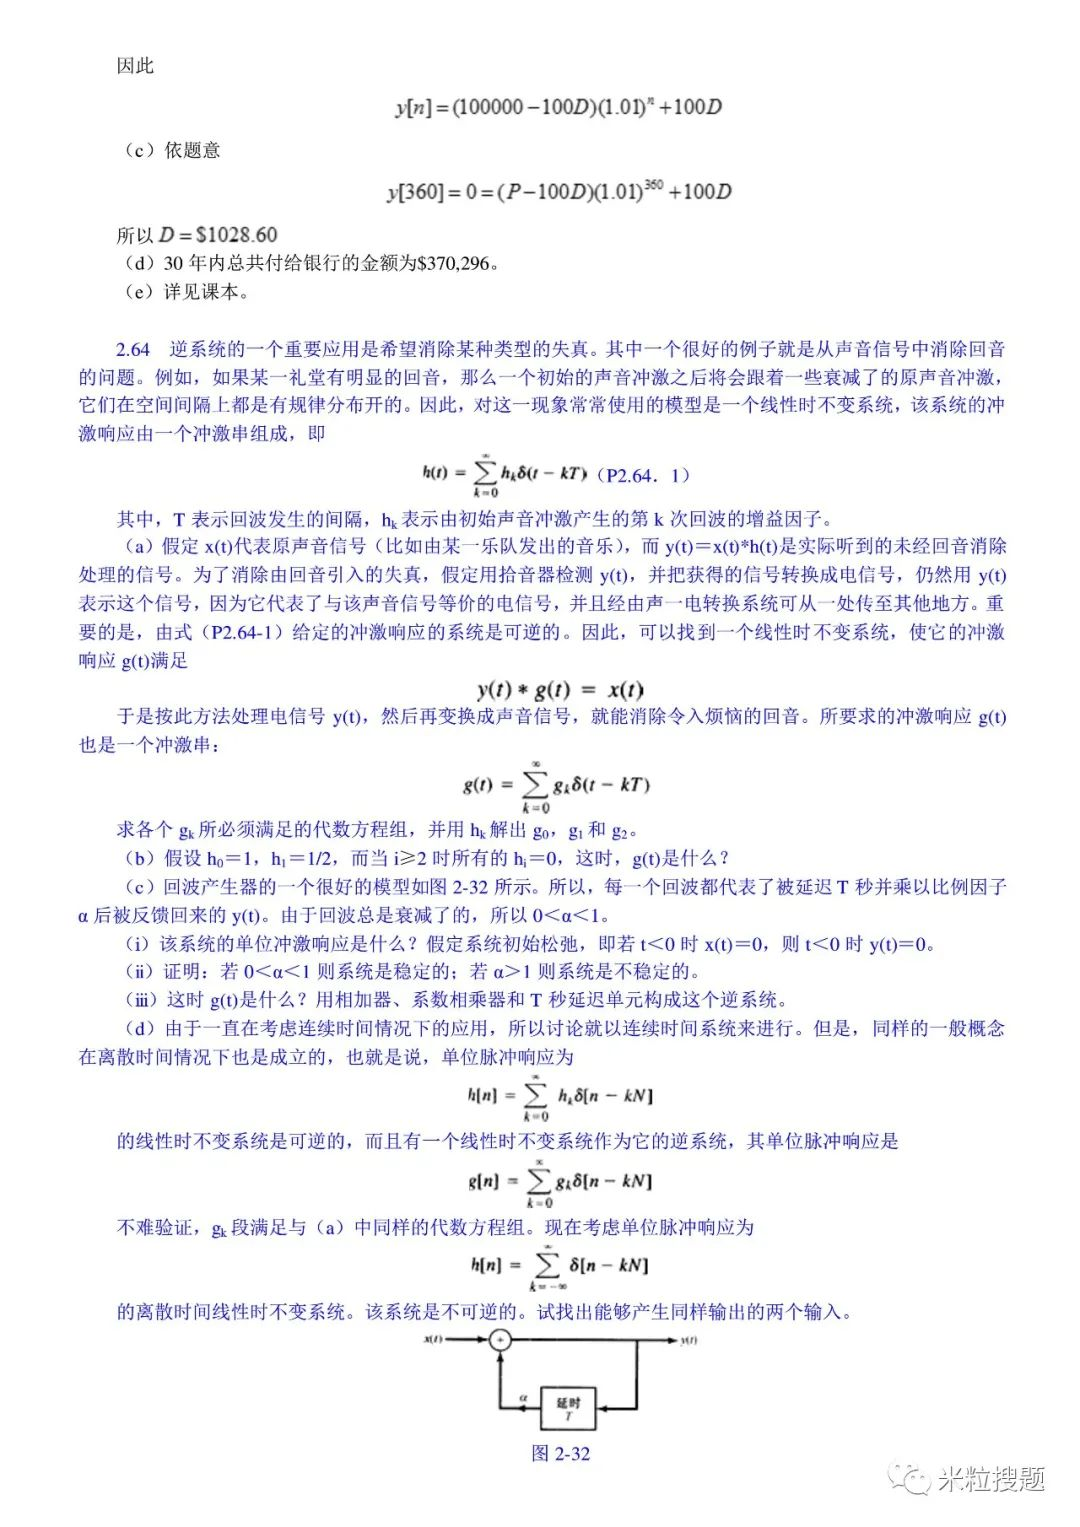 因此
y[n]=(100000-100D)(1.01)ⁿ+100D
（c）依题意
y[360]=0=(P-100D)(1.01)³⁶⁰+100D
所以D=$1028.60
（d）30 年内总共付给银行的金额为$370,296。
（e）详见课本。
2.64 逆系统的一个重要应用是希望消除某种类型的失真。其中一个很好的例子就是从声音信号中消除回音
的问题。例如，如果某一礼堂有明显的回音，那么一个初始的声音冲激之后将会跟着一些衰减了的原声音冲激，
它们在空间间隔上都是有规律分布开的。因此，对这一现象常常使用的模型是一个线性时不变系统，该系统的冲
激响应由一个冲激串组成，即
h(t) = ∑_{k=0}^{∞} hₖδ(t − kT)（P2.64．1）
其中，T 表示回波发生的间隔，hₖ表示由初始声音冲激产生的第 k 次回波的增益因子。
（a）假定 x(t)代表原声音信号（比如由某一乐队发出的音乐），而 y(t)＝x(t)*h(t)是实际听到的未经回音消除
处理的信号。为了消除由回音引入的失真，假定用拾音器检测 y(t)，并把获得的信号转换成电信号，仍然用 y(t)
表示这个信号，因为它代表了与该声音信号等价的电信号，并且经由声一电转换系统可从一处传至其他地方。重
要的是，由式（P2.64-1）给定的冲激响应的系统是可逆的。因此，可以找到一个线性时不变系统，使它的冲激
响应 g(t)满足
y(t) * g(t) = x(t)
于是按此方法处理电信号 y(t)，然后再变换成声音信号，就能消除令入烦恼的回音。所要求的冲激响应 g(t)
也是一个冲激串：
g(t) = ∑_{k=0}^{∞} gₖδ(t − kT)
求各个 gₖ所必须满足的代数方程组，并用 hₖ解出 g₀，g₁和 g₂。
（b）假设 h₀＝1，h₁＝1/2，而当 i≥2 时所有的 hᵢ＝0，这时，g(t)是什么？
（c）回波产生器的一个很好的模型如图 2-32 所示。所以，每一个回波都代表了被延迟 T 秒并乘以比例因子
α 后被反馈回来的 y(t)。由于回波总是衰减了的，所以 0＜α＜1。
（i）该系统的单位冲激响应是什么？假定系统初始松弛，即若 t＜0 时 x(t)＝0，则 t＜0 时 y(t)＝0。
（ii）证明：若 0＜α＜1 则系统是稳定的；若 α＞1 则系统是不稳定的。
（iii）这时 g(t)是什么？用相加器、系数相乘器和 T 秒延迟单元构成这个逆系统。
（d）由于一直在考虑连续时间情况下的应用，所以讨论就以连续时间系统来进行。但是，同样的一般概念
在离散时间情况下也是成立的，也就是说，单位脉冲响应为
h[n] = ∑_{k=0}^{∞} hₖδ[n − kN]
的线性时不变系统是可逆的，而且有一个线性时不变系统作为它的逆系统，其单位脉冲响应是
g[n] = ∑_{k=0}^{∞} gₖδ[n − kN]
不难验证，gₖ段满足与（a）中同样的代数方程组。现在考虑单位脉冲响应为
h[n] = ∑_{k=−∞}^{∞} δ[n − kN]
的离散时间线性时不变系统。该系统是不可逆的。试找出能够产生同样输出的两个输入。
x(t) + y(t)
α 延时
T
图 2-32
米粒搜题